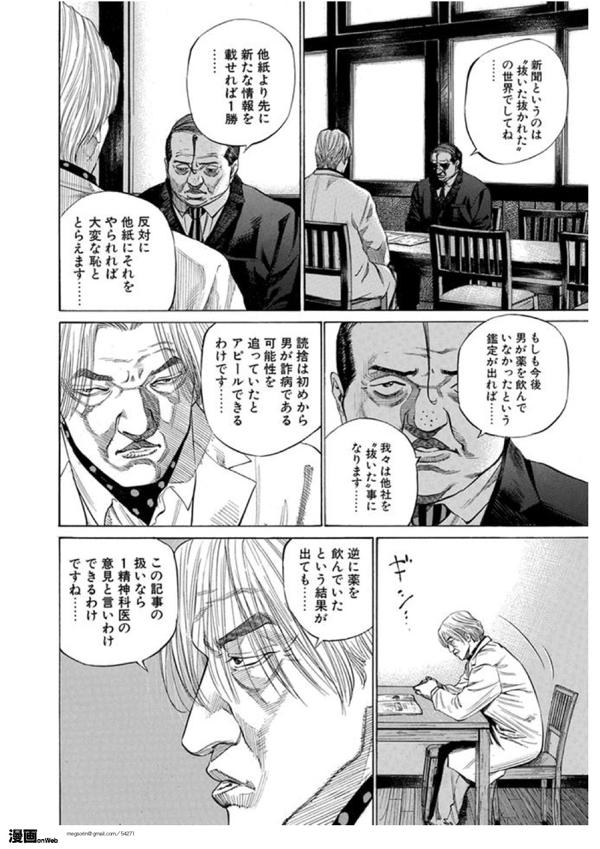 新聞というのは
“抜いた抜かれた”
の世界でしてね
……
他紙より先に
新たな情報を
載せれば1勝
……
反対に
他紙にそれを
やられれば
大変な恥と
とらえます……
もしも今後
男が薬を飲んで
いなかったという
鑑定が出れば……
我々は他社を
“抜いた”事に
なります……
読捨は初めから
男が詐病である
可能性を
追っていたと
アピールできる
わけです……
ギッ…
逆に薬を
飲んでいた
という結果が
出ても……
この記事の
扱いなら
1精神科医の
意見と言いわけ
できるわけ
ですね……
漫画 on Web
megaorin@gmail.com/54271